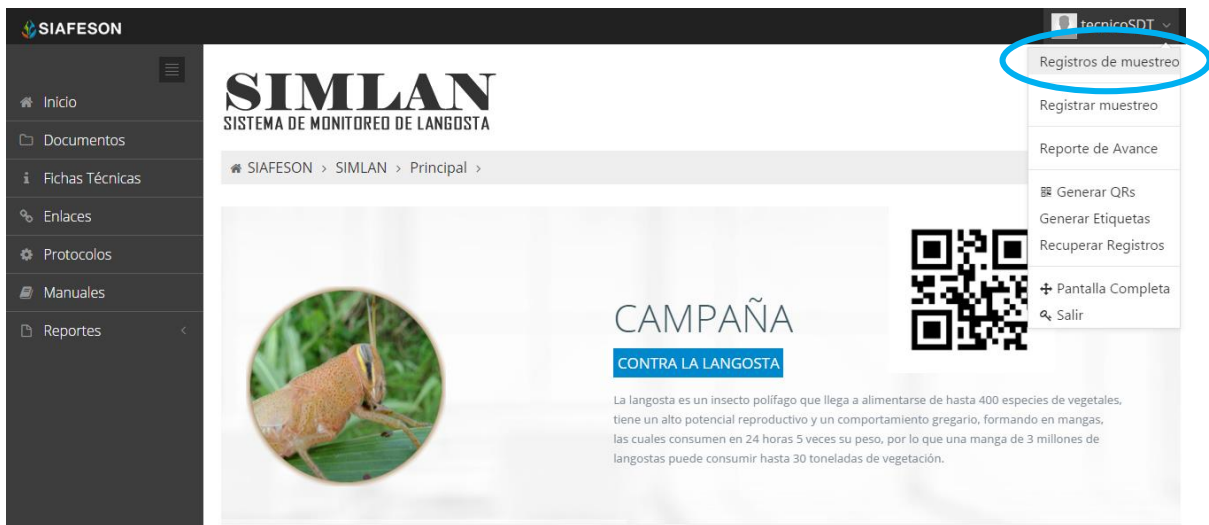 SIAFESON
tecnicoSDT
Inicio
Documentos
Fichas Técnicas
Enlaces
Protocolos
Manuales
Reportes
SIMLAN
SISTEMA DE MONITOREO DE LANGOSTA
SIAFESON > SIMLAN > Principal >
Registros de muestreo
Registrar muestreo
Reporte de Avance
Generar QRs
Generar Etiquetas
Recuperar Registros
Pantalla Completa
Salir
CAMPAÑA
CONTRA LA LANGOSTA
La langosta es un insecto polífago que llega a alimentarse de hasta 400 especies de vegetales,
tiene un alto potencial reproductivo y un comportamiento gregario, formando en mangas,
las cuales consumen en 24 horas 5 veces su peso, por lo que una manga de 3 millones de
langostas puede consumir hasta 30 toneladas de vegetación.